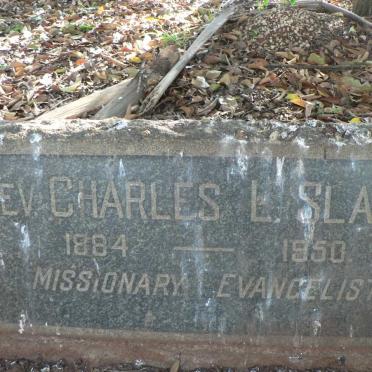 EV. CHARLES L. SLA
1884 — 1950
MISSIONARY EVANGELIST